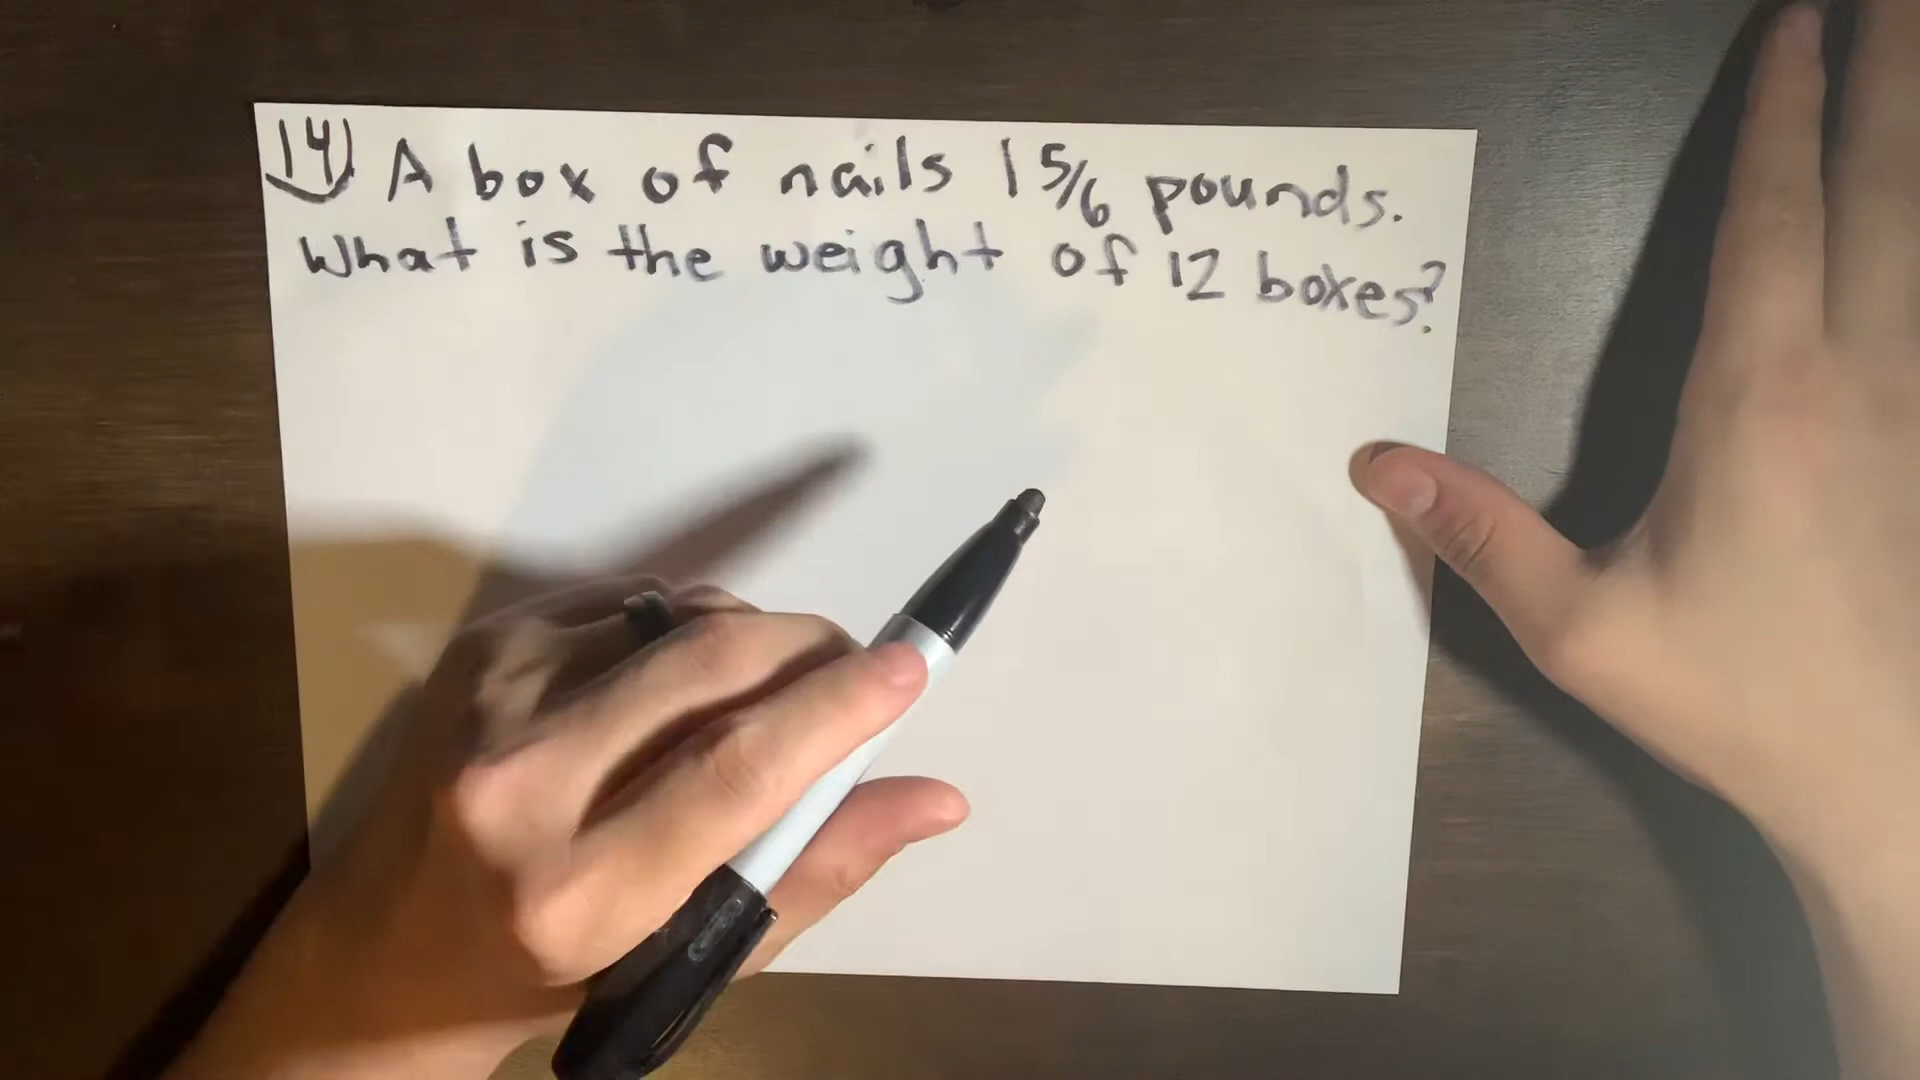 14) A box of nails 1 5/6 pounds.
What is the weight of 12 boxes?